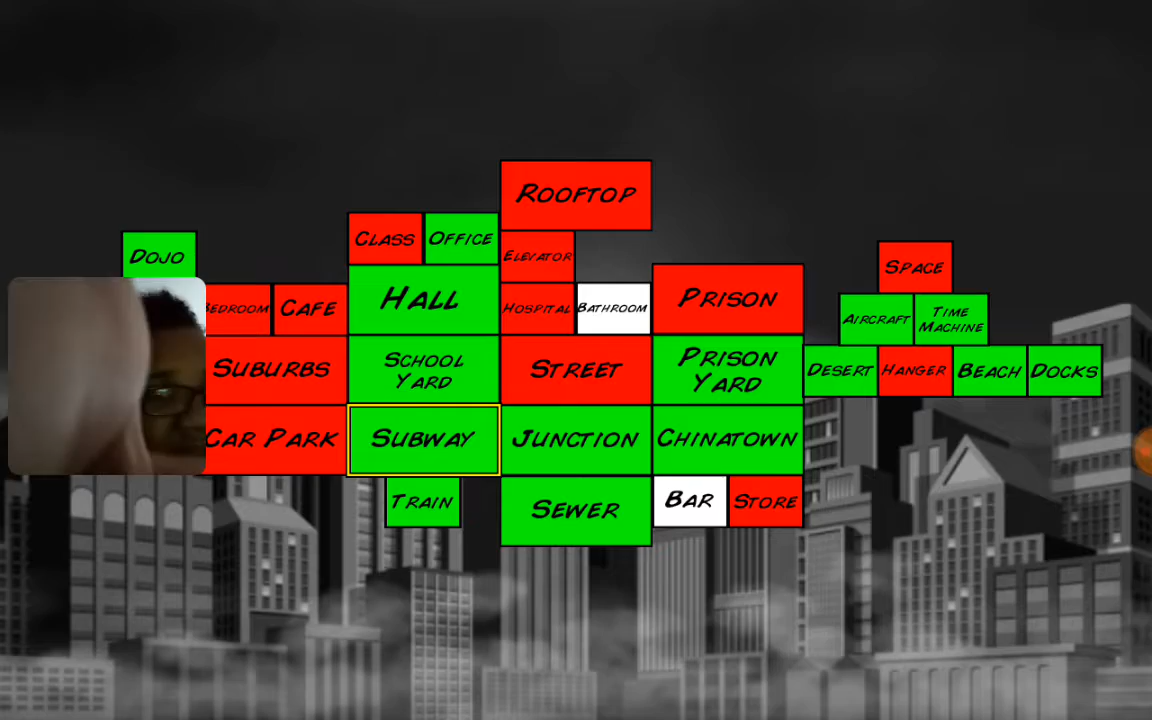 ROOFTOP
CLASS
OFFICE
DOJO
ELEVATOR
SPACE
BEDROOM
CAFE
HALL
HOSPITAL
BATHROOM
PRISON
AIRCRAFT
TIME
MACHINE
SUBURBS
SCHOOL
YARD
STREET
PRISON
YARD
DESERT
HANGER
BEACH
DOCKS
CAR PARK
SUBWAY
JUNCTION
CHINATOWN
TRAIN
SEWER
BAR
STORE